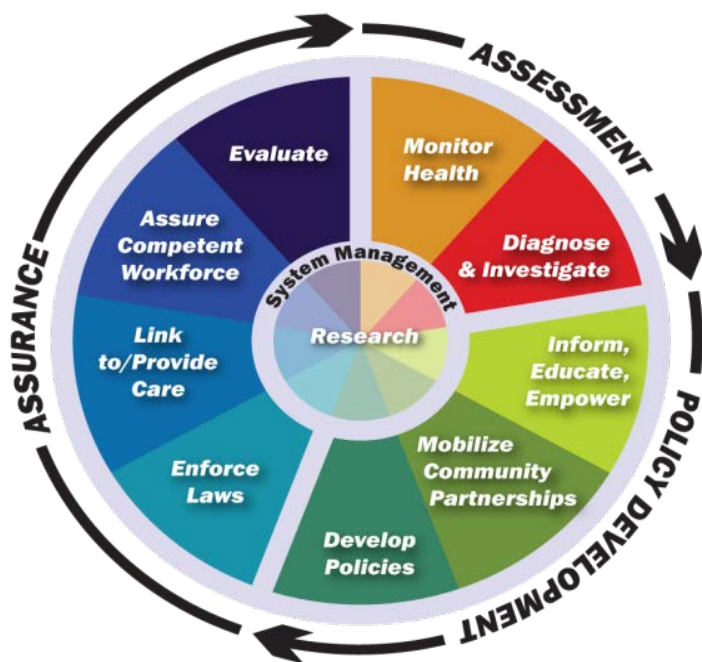 ASSESSMENT
Monitor
Health
Diagnose
& Investigate
POLICY DEVELOPMENT
Inform,
Educate,
Empower
Mobilize
Community
Partnerships
Develop
Policies
ASSURANCE
Enforce
Laws
Link
to/Provide
Care
Assure
Competent
Workforce
Evaluate
System Management
Research